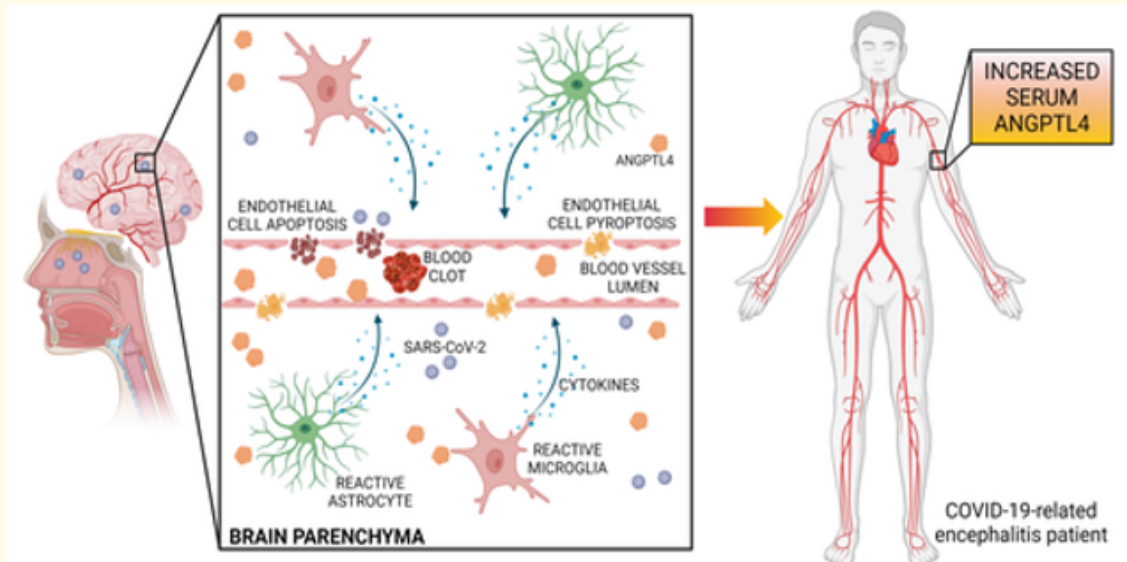 INCREASED
SERUM
ANGPTL4
ANGPTL4
ENDOTHELIAL
CELL APOPTOSIS
ENDOTHELIAL
CELL PYROPTOSIS
BLOOD
CLOT
BLOOD VESSEL
LUMEN
SARS-CoV-2
CYTOKINES
REACTIVE
ASTROCYTE
REACTIVE
MICROGLIA
BRAIN PARENCHYMA
COVID-19-related
encephalitis patient